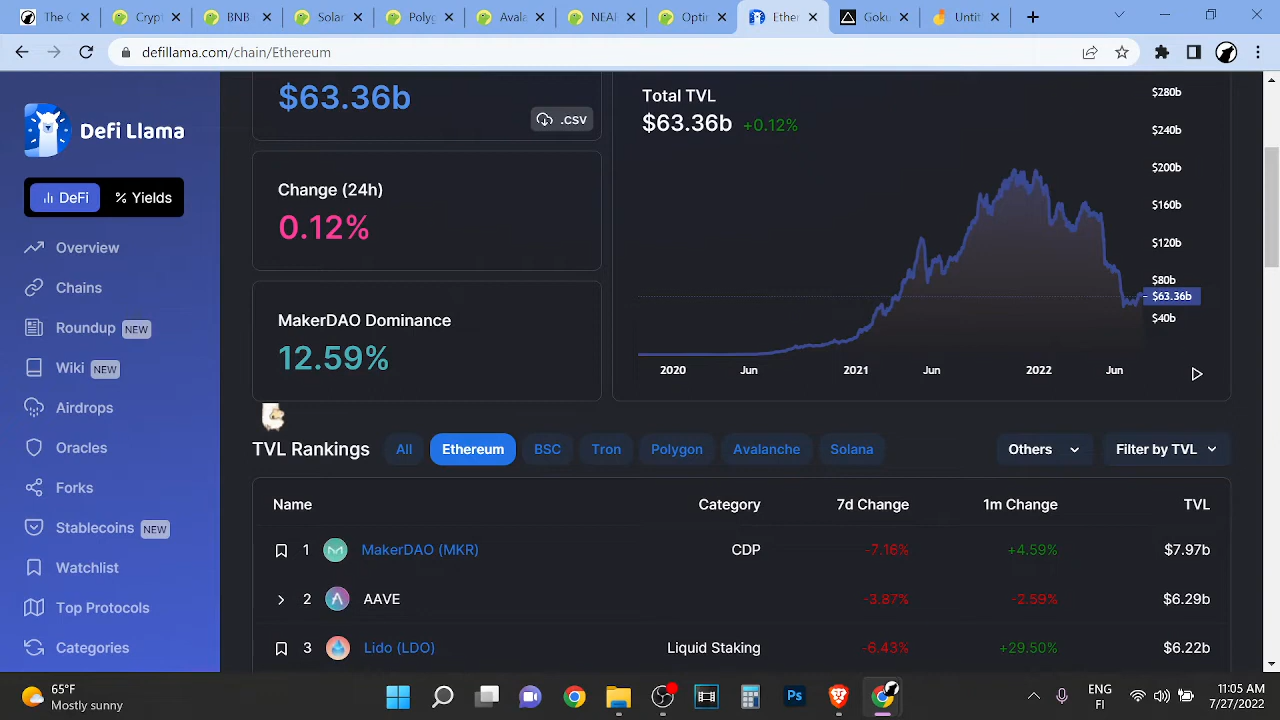 The C
Crypt
BNB
Solar
Polyg
Avala
NEAR
Opti
Ether
Goku
Untit
defillama.com/chain/Ethereum
Defi Llama
DeFi
% Yields
Overview
Chains
Roundup NEW
Wiki NEW
Airdrops
Oracles
Forks
Stablecoins NEW
Watchlist
Top Protocols
Categories
$63.36b
.csv
Change (24h)
0.12%
MakerDAO Dominance
12.59%
Total TVL
$63.36b +0.12%
$280b
$240b
$200b
$160b
$120b
$80b
$63.36b
$40b
2020 Jun 2021 Jun 2022 Jun
TVL Rankings All Ethereum BSC Tron Polygon Avalanche Solana Others Filter by TVL
Name Category 7d Change 1m Change TVL
1 MakerDAO (MKR) CDP -7.16% +4.59% $7.97b
2 AAVE -3.87% -2.59% $6.29b
3 Lido (LDO) Liquid Staking -6.43% +29.50% $6.22b
65°F
Mostly sunny
Ps
ENG
FI
11:05 AM
7/27/2022